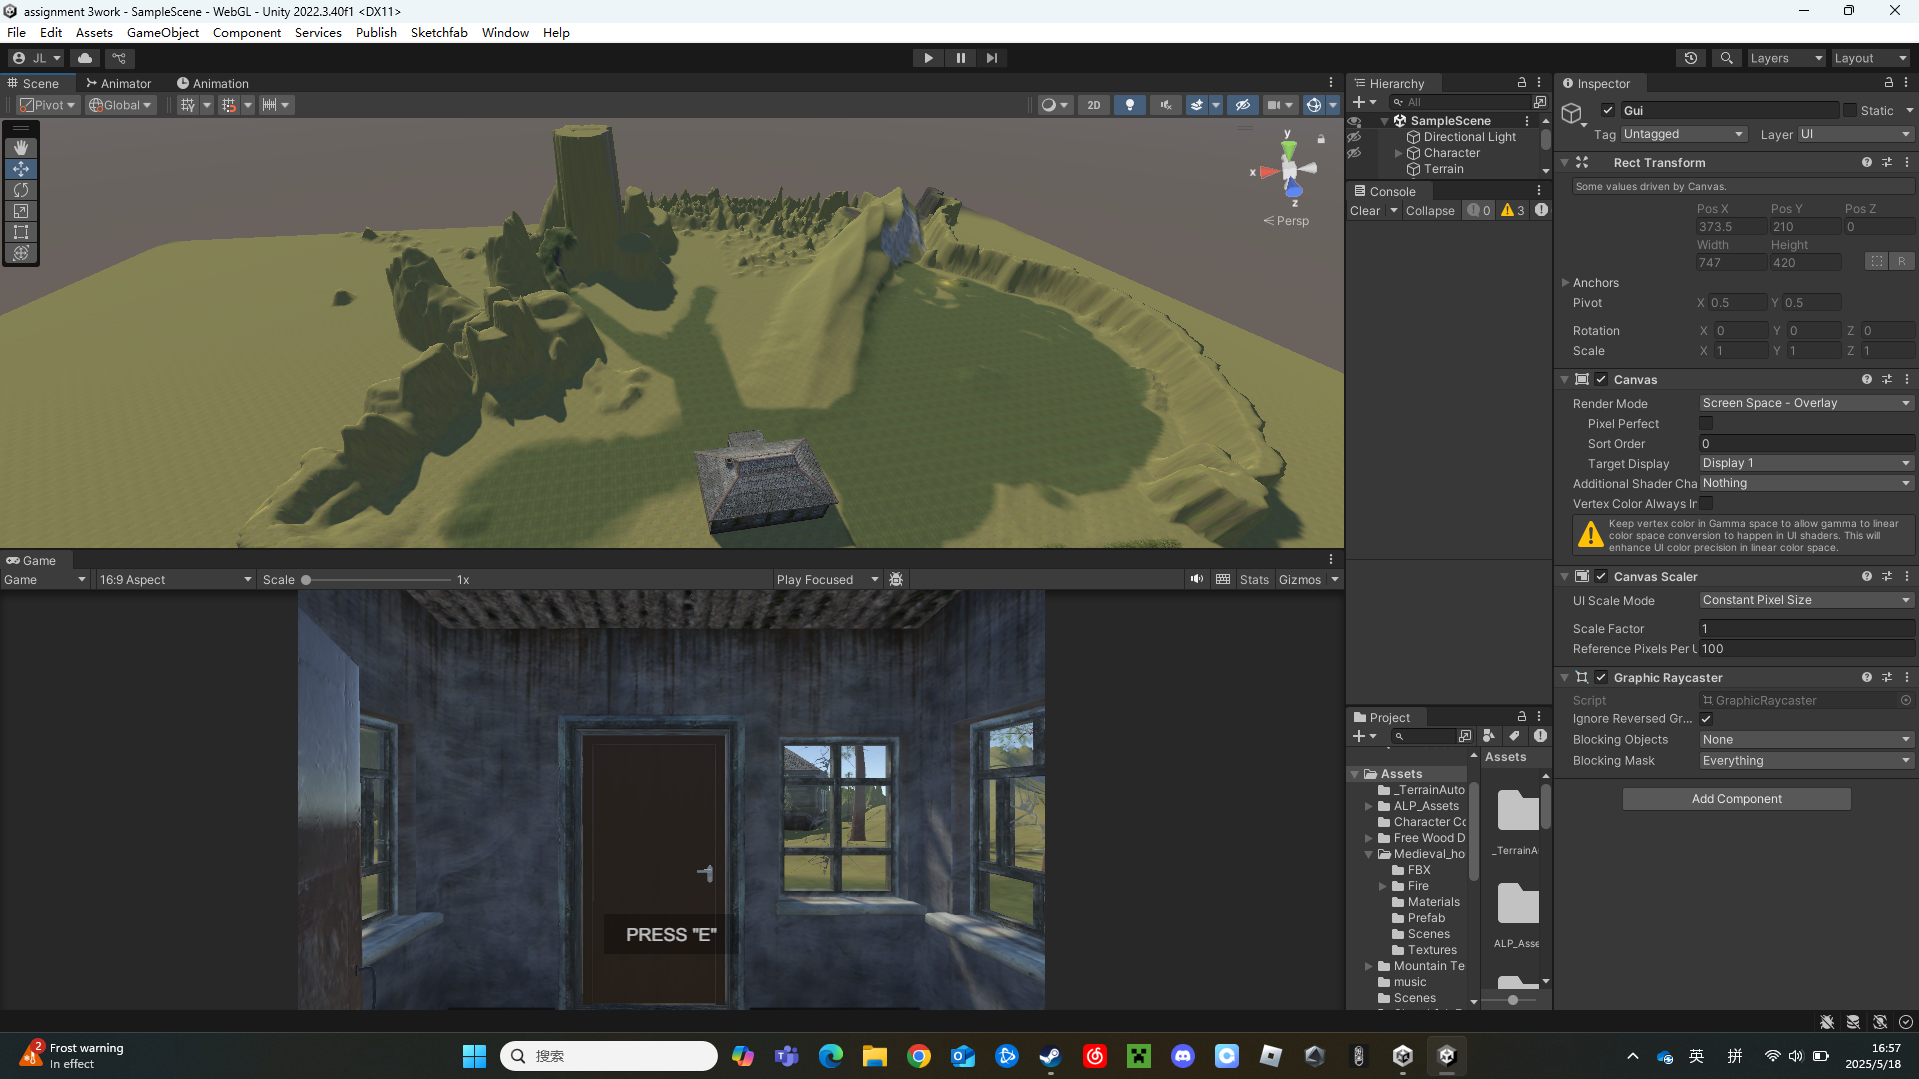 assignment 3work - SampleScene - WebGL - Unity 2022.3.40f1 <DX11>
File Edit Assets GameObject Component Services Publish Sketchfab Window Help
JL Layers Layout
Scene Animator Animation
Pivot Global 2D
y
x
z
Persp
Game
Game 16:9 Aspect Scale 1x Play Focused Stats Gizmos
PRESS "E"
Hierarchy
All
SampleScene
Directional Light
Character
Terrain
Console
Clear Collapse 0 3
Project
Assets
_TerrainAuto
ALP_Assets
Character Co
Free Wood D
Medieval_ho
FBX
Fire
Materials
Prefab
Scenes
Textures
Mountain Te
music
Scenes
Assets
_TerrainAu
ALP_Asse
Inspector
Gui Static
Tag Untagged Layer UI
Rect Transform
Some values driven by Canvas.
Pos X Pos Y Pos Z
373.5 210 0
Width Height
747 420 R
Anchors
Pivot X 0.5 Y 0.5
Rotation X 0 Y 0 Z 0
Scale X 1 Y 1 Z 1
Canvas
Render Mode Screen Space - Overlay
Pixel Perfect
Sort Order 0
Target Display Display 1
Additional Shader Cha Nothing
Vertex Color Always In
Keep vertex color in Gamma space to allow gamma to linear
color space conversion to happen in UI shaders. This will
enhance UI color precision in linear color space.
Canvas Scaler
UI Scale Mode Constant Pixel Size
Scale Factor 1
Reference Pixels Per U 100
Graphic Raycaster
Script GraphicRaycaster
Ignore Reversed Gr...
Blocking Objects None
Blocking Mask Everything
Add Component
2 Frost warning
In effect
搜索
英 拼
16:57
2025/5/18